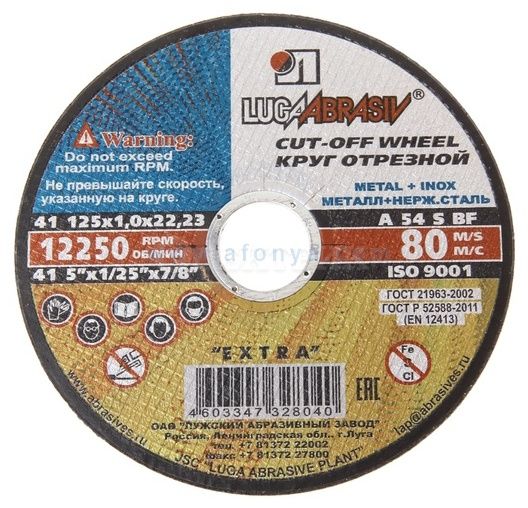 LUGAABRASIV ®
CUT-OFF WHEEL
КРУГ ОТРЕЗНОЙ
METAL + INOX
МЕТАЛЛ+НЕРЖ.СТАЛЬ
Warning:
Do not exceed
maximum RPM.
Не превышайте скорость,
указанную на круге.
41 125x1,0x22,23
A 54 S BF
12250 RPM
ОБ/МИН
80 M/S
М/С
41 5"x1/25"x7/8"
ISO 9001
ГОСТ 21963-2002
ГОСТ Р 52588-2011
(EN 12413)
"EXTRA"
Fe
S
Cl
4 603347 328040
EAC
www.abrasives.ru
lap@abrasives.ru
ОАО "ЛУЖСКИЙ АБРАЗИВНЫЙ ЗАВОД"
Россия, Ленинградская обл., г.Луга
тел. +7 81372 22002
факс +7 81372 27800
JSC "LUGA ABRASIVE PLANT"